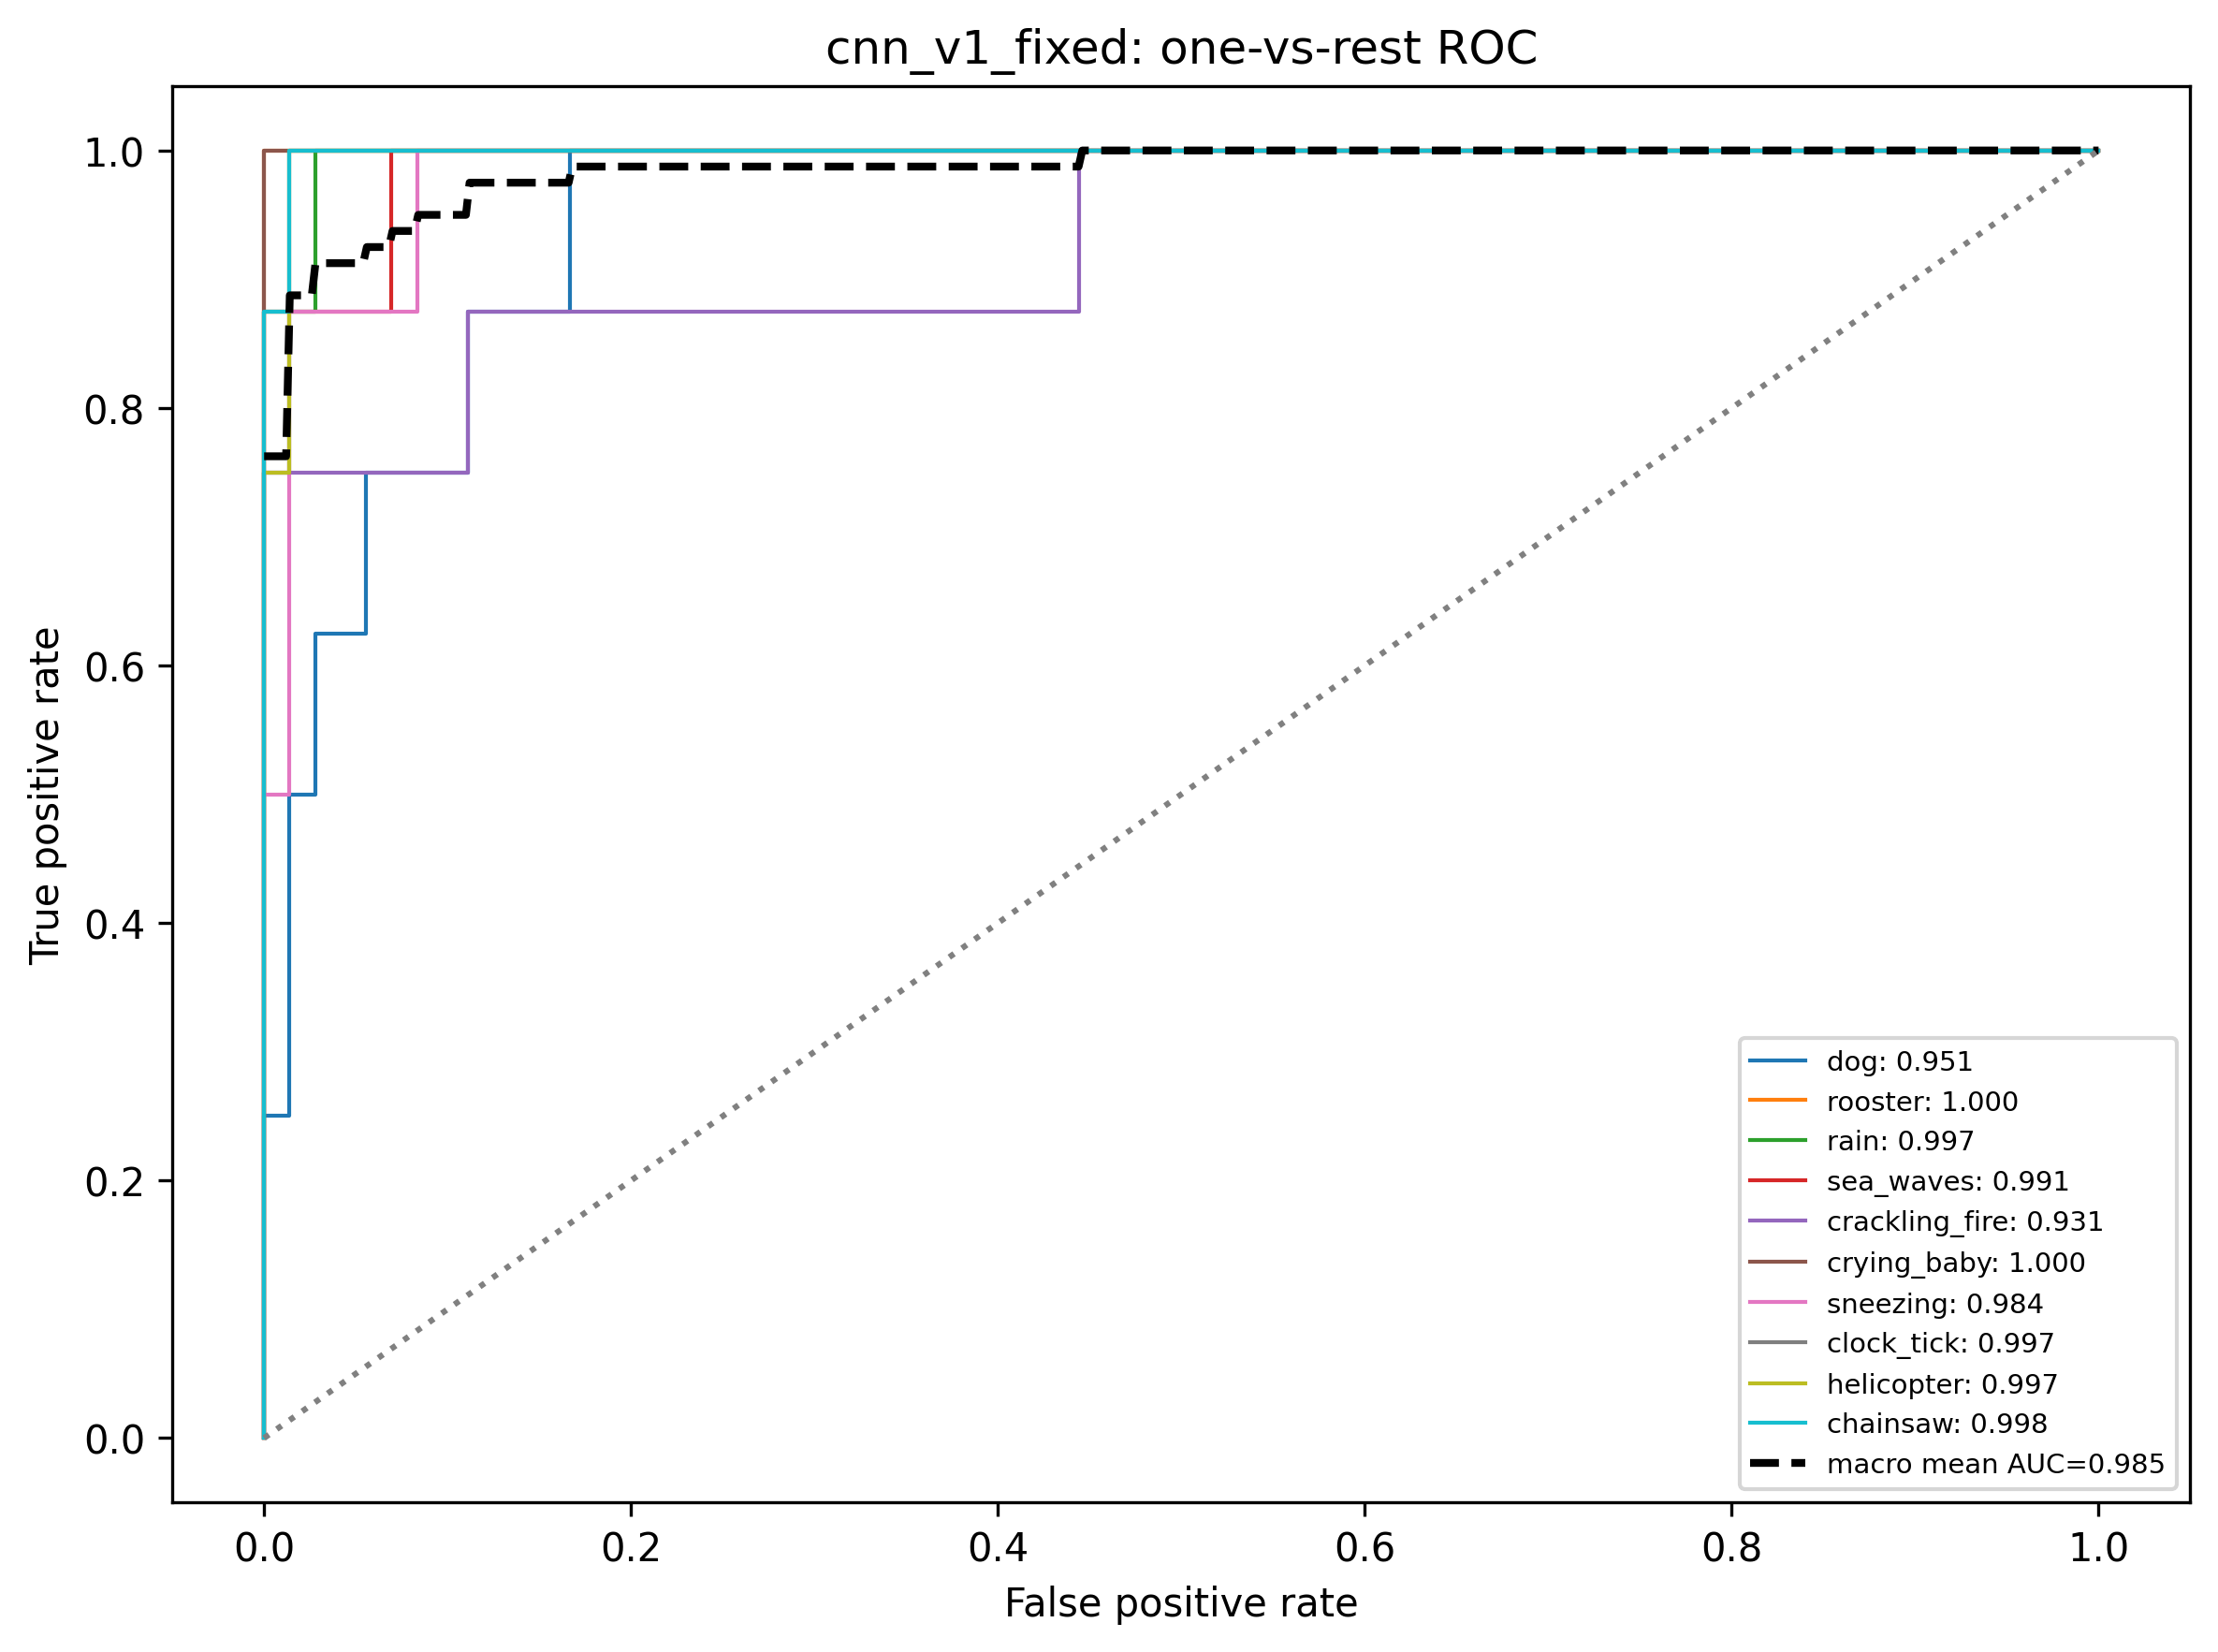 cnn_v1_fixed: one-vs-rest ROC
True positive rate
1.0
0.8
0.6
0.4
0.2
0.0
dog: 0.951
rooster: 1.000
rain: 0.997
sea_waves: 0.991
crackling_fire: 0.931
crying_baby: 1.000
sneezing: 0.984
clock_tick: 0.997
helicopter: 0.997
chainsaw: 0.998
macro mean AUC=0.985
0.0 0.2 0.4 0.6 0.8 1.0
False positive rate